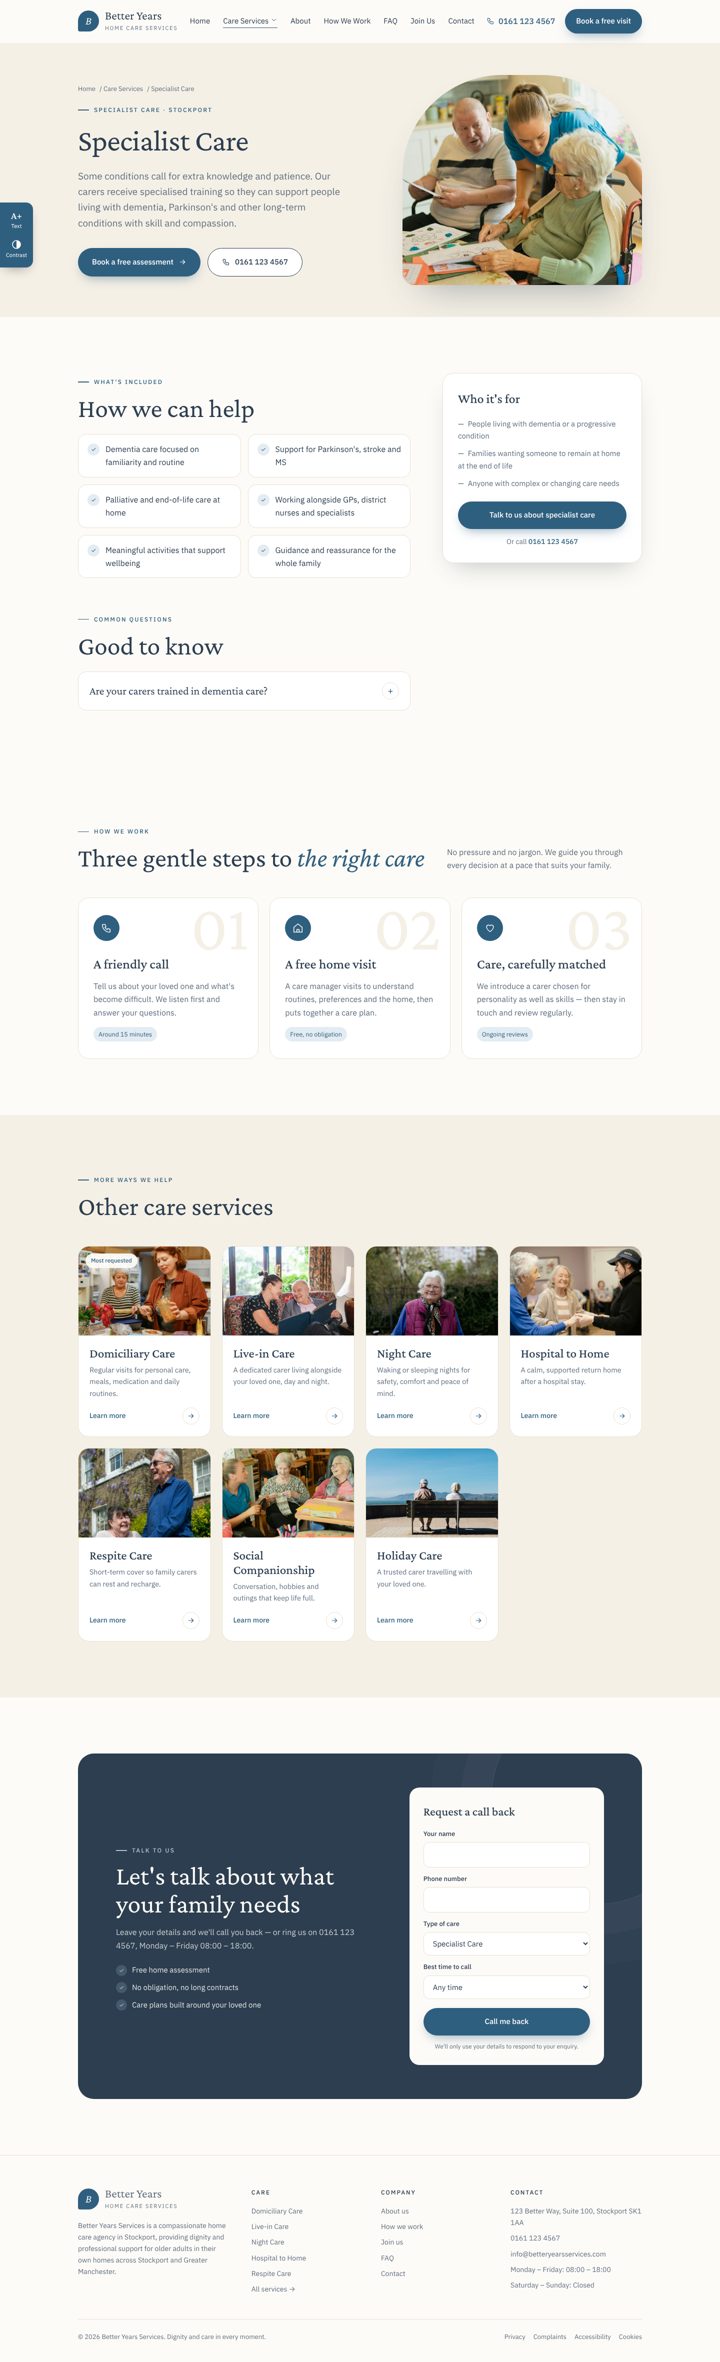 B
Better Years
HOME CARE SERVICES
Home
Care Services
About
How We Work
FAQ
Join Us
Contact
0161 123 4567
Book a free visit
Home / Care Services / Specialist Care
SPECIALIST CARE · STOCKPORT
Specialist Care
Some conditions call for extra knowledge and patience. Our
carers receive specialised training so they can support people
living with dementia, Parkinson's and other long-term
conditions with skill and compassion.
Book a free assessment →
0161 123 4567
A+
Text
Contrast
WHAT'S INCLUDED
How we can help
Dementia care focused on
familiarity and routine
Support for Parkinson's, stroke and
MS
Palliative and end-of-life care at
home
Working alongside GPs, district
nurses and specialists
Meaningful activities that support
wellbeing
Guidance and reassurance for the
whole family
Who it's for
— People living with dementia or a progressive
condition
— Families wanting someone to remain at home
at the end of life
— Anyone with complex or changing care needs
Talk to us about specialist care
Or call 0161 123 4567
COMMON QUESTIONS
Good to know
Are your carers trained in dementia care?
+
HOW WE WORK
Three gentle steps to the right care
No pressure and no jargon. We guide you through
every decision at a pace that suits your family.
01
A friendly call
Tell us about your loved one and what's
become difficult. We listen first and
answer your questions.
Around 15 minutes
02
A free home visit
A care manager visits to understand
routines, preferences and the home, then
puts together a care plan.
Free, no obligation
03
Care, carefully matched
We introduce a carer chosen for
personality as well as skills — then stay in
touch and review regularly.
Ongoing reviews
MORE WAYS WE HELP
Other care services
Most requested
Domiciliary Care
Regular visits for personal care,
meals, medication and daily
routines.
Learn more →
Live-in Care
A dedicated carer living alongside
your loved one, day and night.
Learn more →
Night Care
Waking or sleeping nights for
safety, comfort and peace of
mind.
Learn more →
Hospital to Home
A calm, supported return home
after a hospital stay.
Learn more →
Respite Care
Short-term cover so family carers
can rest and recharge.
Learn more →
Social
Companionship
Conversation, hobbies and
outings that keep life full.
Learn more →
Holiday Care
A trusted carer travelling with
your loved one.
Learn more →
TALK TO US
Let's talk about what
your family needs
Leave your details and we'll call you back — or ring us on 0161 123
4567, Monday – Friday 08:00 – 18:00.
Free home assessment
No obligation, no long contracts
Care plans built around your loved one
Request a call back
Your name
Phone number
Type of care
Specialist Care
Best time to call
Any time
Call me back
We'll only use your details to respond to your enquiry.
B
Better Years
HOME CARE SERVICES
Better Years Services is a compassionate home
care agency in Stockport, providing dignity and
professional support for older adults in their
own homes across Stockport and Greater
Manchester.
CARE
Domiciliary Care
Live-in Care
Night Care
Hospital to Home
Respite Care
All services →
COMPANY
About us
How we work
Join us
FAQ
Contact
CONTACT
123 Better Way, Suite 100, Stockport SK1
1AA
0161 123 4567
info@betteryearsservices.com
Monday – Friday: 08:00 – 18:00
Saturday – Sunday: Closed
© 2026 Better Years Services. Dignity and care in every moment.
Privacy
Complaints
Accessibility
Cookies